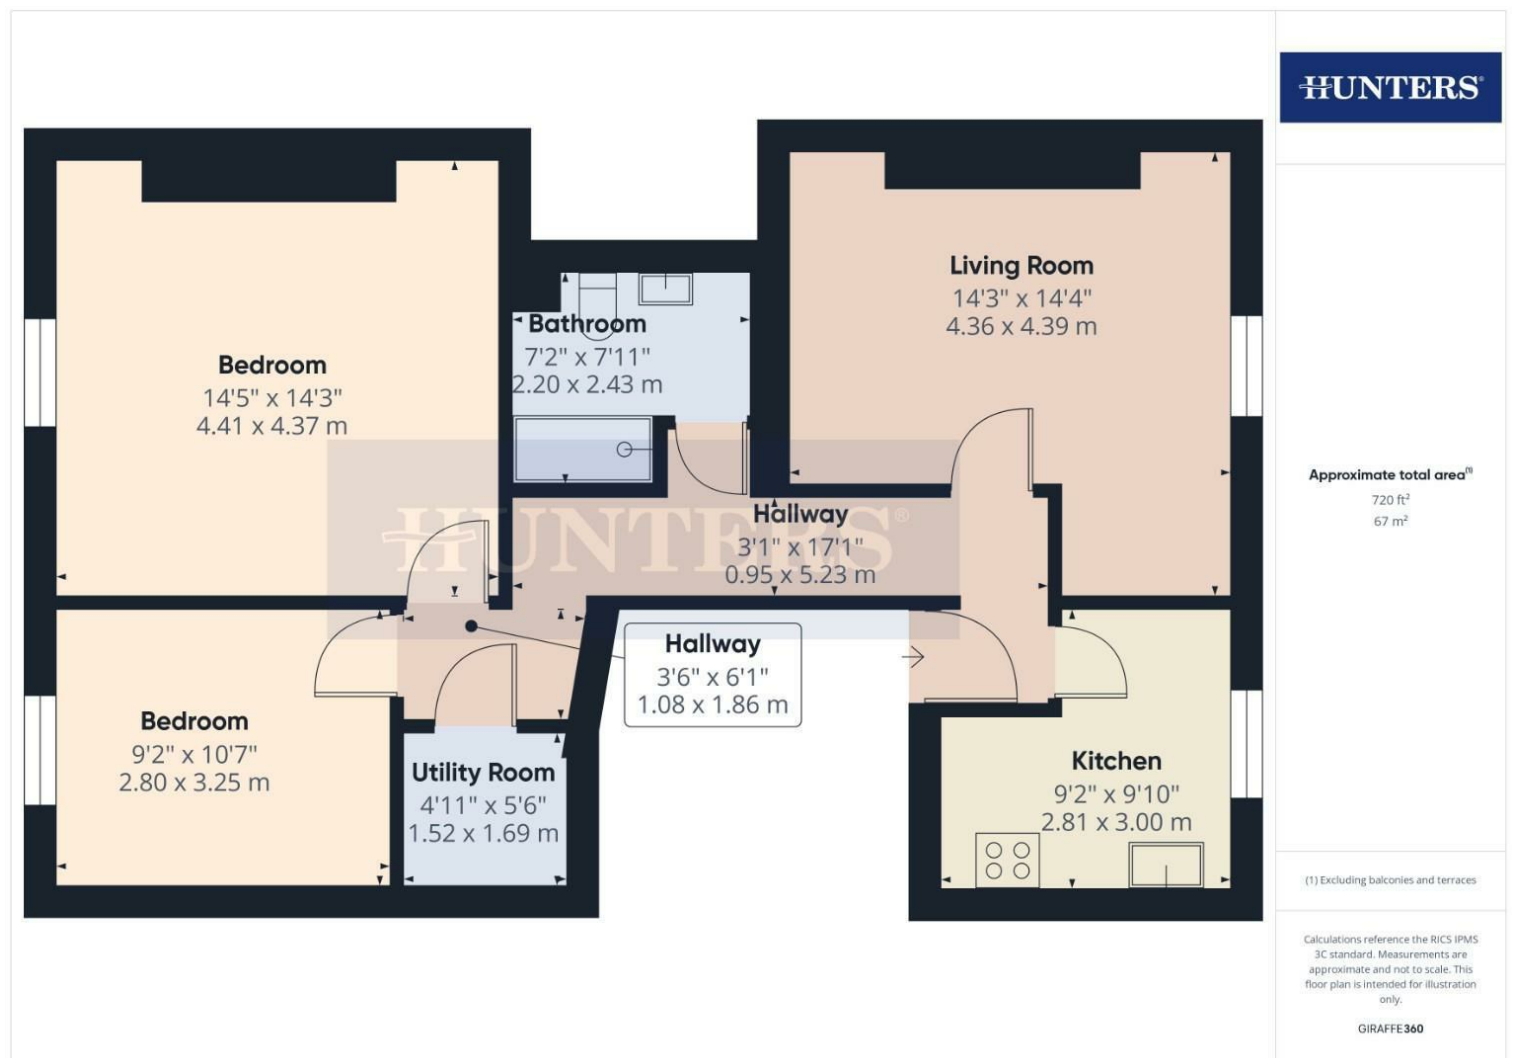 HUNTERS®
Living Room
14'3" x 14'4"
4.36 x 4.39 m
Bathroom
7'2" x 7'11"
2.20 x 2.43 m
Bedroom
14'5" x 14'3"
4.41 x 4.37 m
Approximate total area(1)
720 ft²
67 m²
HUNTERS®
Hallway
3'1" x 17'1"
0.95 x 5.23 m
Hallway
3'6" x 6'1"
1.08 x 1.86 m
Bedroom
9'2" x 10'7"
2.80 x 3.25 m
Utility Room
4'11" x 5'6"
1.52 x 1.69 m
Kitchen
9'2" x 9'10"
2.81 x 3.00 m
(1) Excluding balconies and terraces
Calculations reference the RICS IPMS
3C standard. Measurements are
approximate and not to scale. This
floor plan is intended for illustration
only.
GIRAFFE360